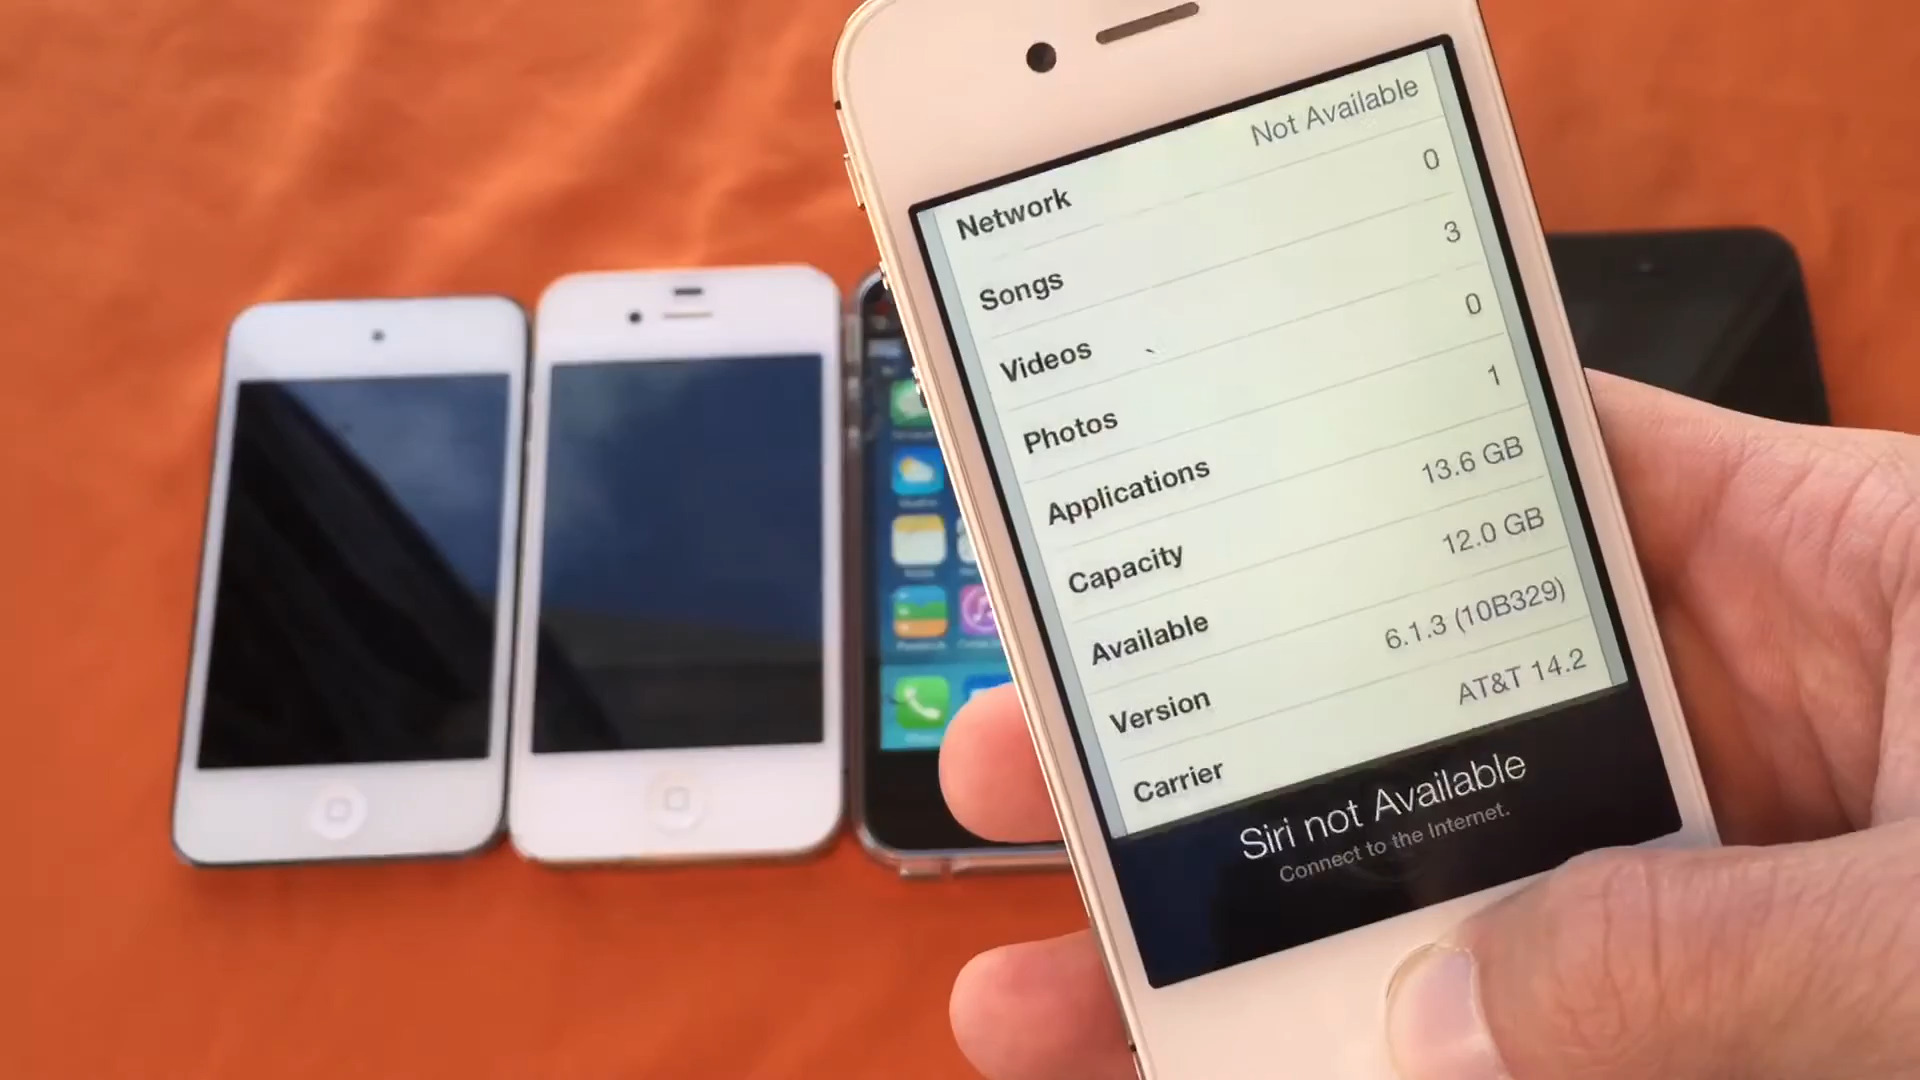 Network Not Available
Songs 0
Videos 3
Photos 0
Applications 1
Capacity 13.6 GB
Available 12.0 GB
Version 6.1.3 (10B329)
Carrier AT&T 14.2
Siri not Available
Connect to the Internet.